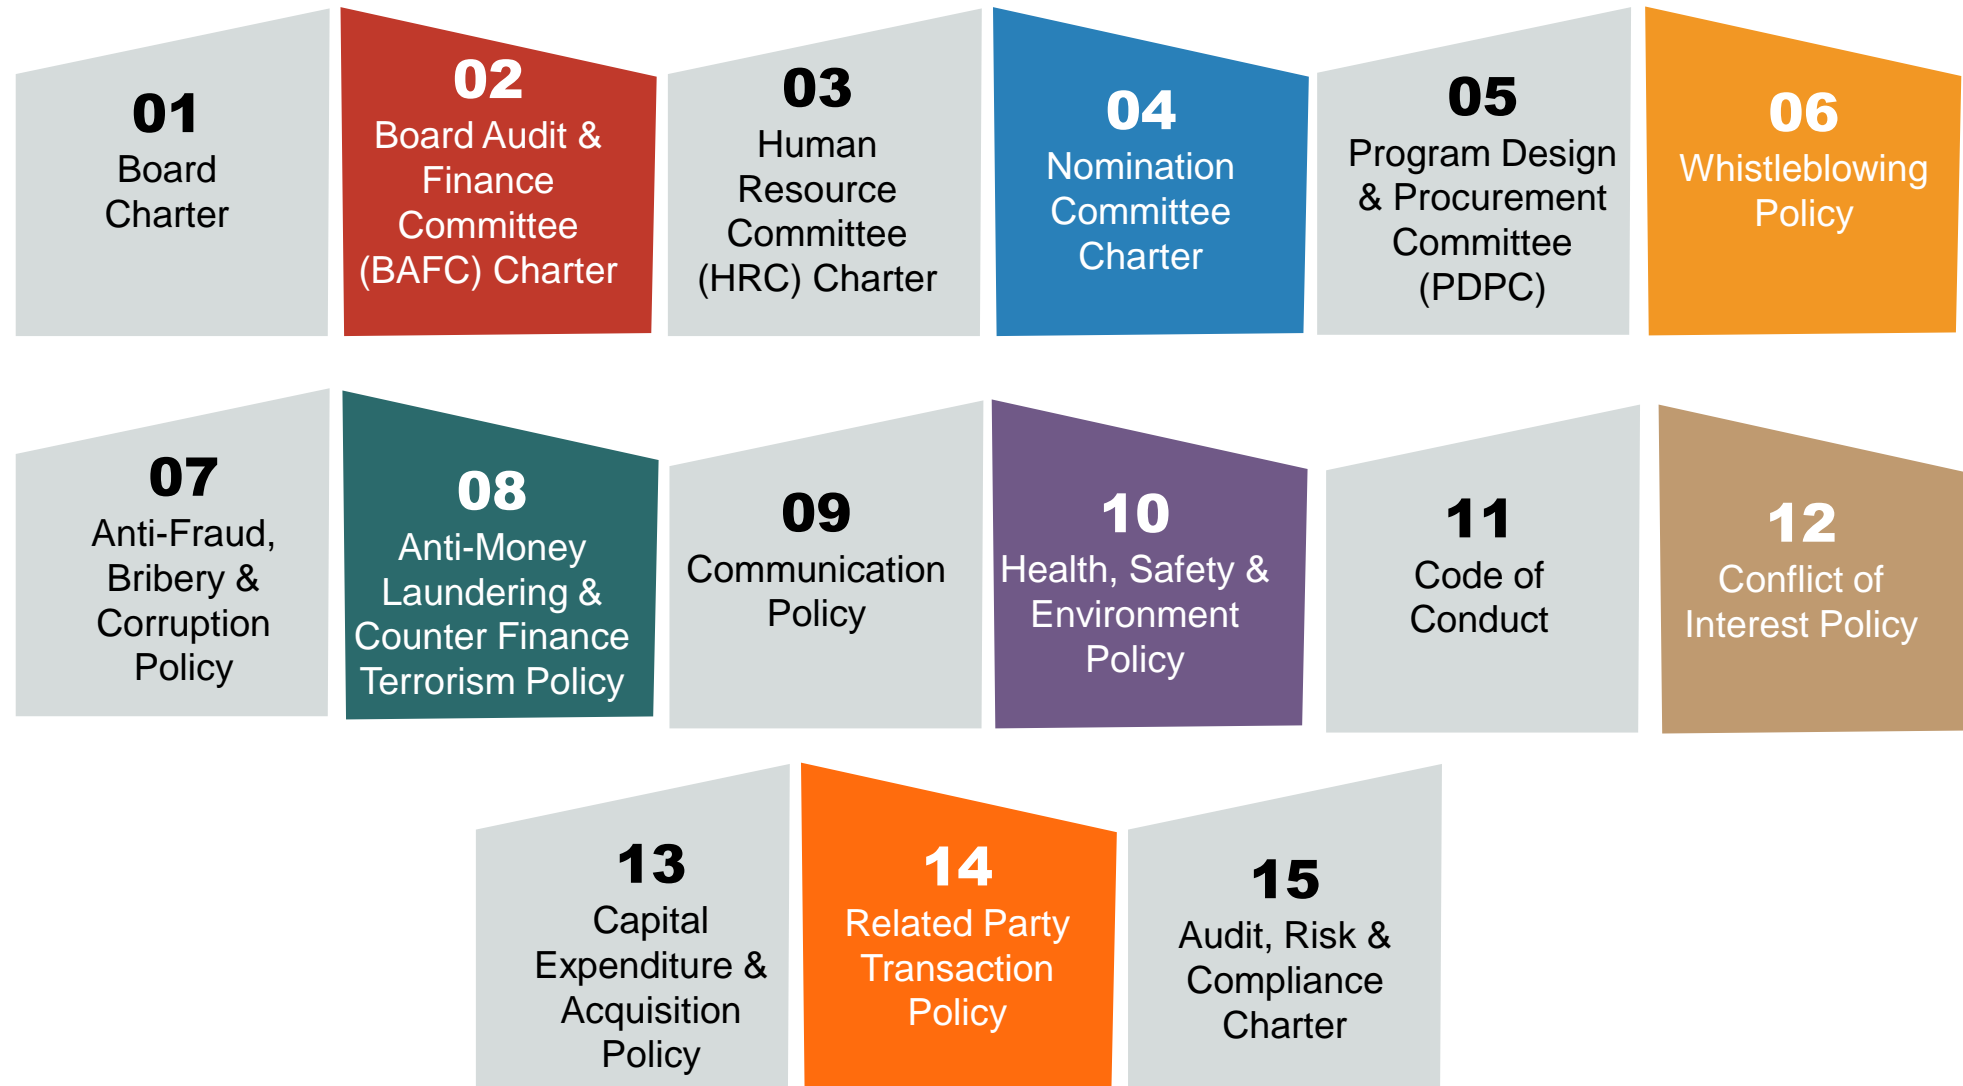 01
Board
Charter
02
Board Audit &
Finance
Committee
(BAFC) Charter
03
Human
Resource
Committee
(HRC) Charter
04
Nomination
Committee
Charter
05
Program Design
& Procurement
Committee
(PDPC)
06
Whistleblowing
Policy
07
Anti-Fraud,
Bribery &
Corruption
Policy
08
Anti-Money
Laundering &
Counter Finance
Terrorism Policy
09
Communication
Policy
10
Health, Safety &
Environment
Policy
11
Code of
Conduct
12
Conflict of
Interest Policy
13
Capital
Expenditure &
Acquisition
Policy
14
Related Party
Transaction
Policy
15
Audit, Risk &
Compliance
Charter